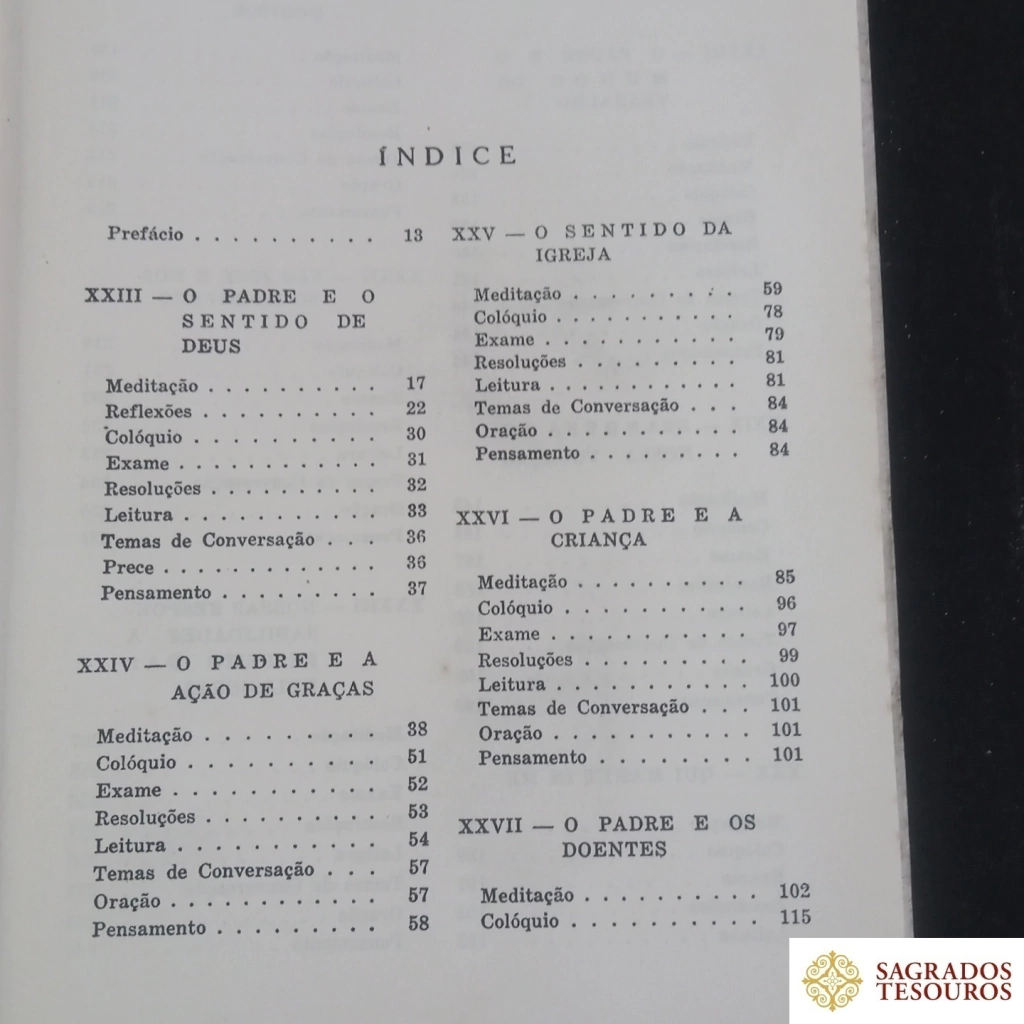 ÍNDICE
Prefácio . . . . . . . . . . 13
XXIII — O PADRE E O
SENTIDO DE
DEUS
Meditação . . . . . . . . . . 17
Reflexões . . . . . . . . . . 22
Colóquio . . . . . . . . . . 30
Exame . . . . . . . . . . . 31
Resoluções . . . . . . . . . . 32
Leitura . . . . . . . . . . . 33
Temas de Conversação . . . 36
Prece . . . . . . . . . . . . 36
Pensamento . . . . . . . . . 37
XXIV — O PADRE E A
AÇÃO DE GRAÇAS
Meditação . . . . . . . . . . 38
Colóquio . . . . . . . . . . 51
Exame . . . . . . . . . . . 52
Resoluções . . . . . . . . . . 53
Leitura . . . . . . . . . . . 54
Temas de Conversação . . . 57
Oração . . . . . . . . . . . 57
Pensamento . . . . . . . . . 58
XXV — O SENTIDO DA
IGREJA
Meditação . . . . . . . . . . 59
Colóquio . . . . . . . . . . . 78
Exame . . . . . . . . . . . 79
Resoluções . . . . . . . . . 81
Leitura . . . . . . . . . . . 81
Temas de Conversação . . . 84
Oração . . . . . . . . . . . 84
Pensamento . . . . . . . . . 84
XXVI — O PADRE E A
CRIANÇA
Meditação . . . . . . . . . . 85
Colóquio . . . . . . . . . . . 96
Exame . . . . . . . . . . . 97
Resoluções . . . . . . . . . 99
Leitura . . . . . . . . . . . 100
Temas de Conversação . . . 101
Oração . . . . . . . . . . . 101
Pensamento . . . . . . . . 101
XXVII — O PADRE E OS
DOENTES
Meditação . . . . . . . . . . 102
Colóquio . . . . . . . . . . 115
SAGRADOS
TESOUROS